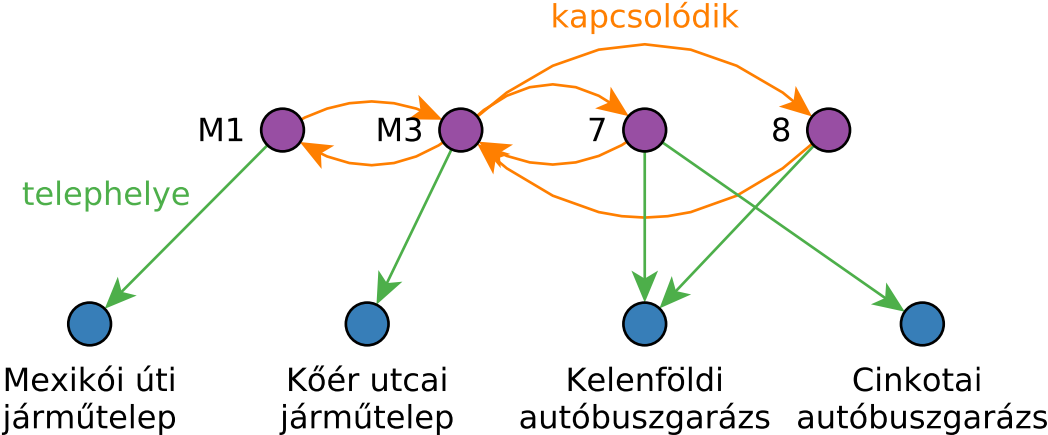 kapcsolódik
M1
M3
7
8
telephelye
Mexikói úti
járműtelep
Kőér utcai
járműtelep
Kelenföldi
autóbuszgarázs
Cinkotai
autóbuszgarázs